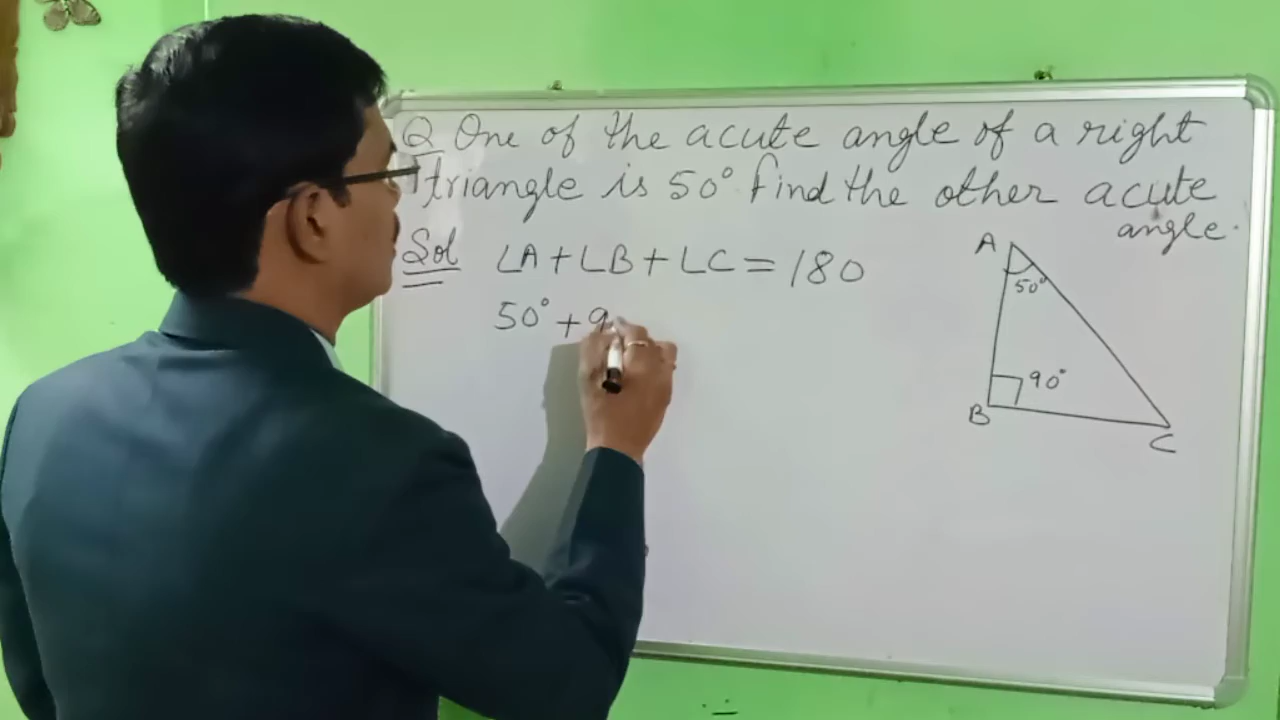 Q One of the acute angle of a right
triangle is 50° find the other acute
angle.
Sol ∠A+∠B+∠C=180
50°+9
A
50°
90°
B
C